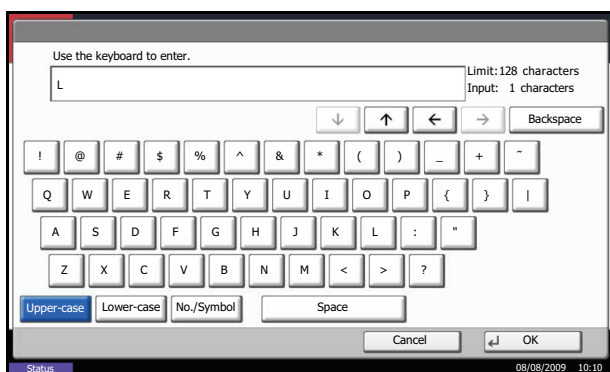 Use the keyboard to enter.
Limit: 128 characters
L
Input: 1 characters
↓ ↑ ← → Backspace
! @ # $ % ^ & * ( ) _ + ~
Q W E R T Y U I O P { } |
A S D F G H J K L : "
Z X C V B N M < > ?
Upper-case Lower-case No./Symbol Space
Cancel OK
Status 08/08/2009 10:10